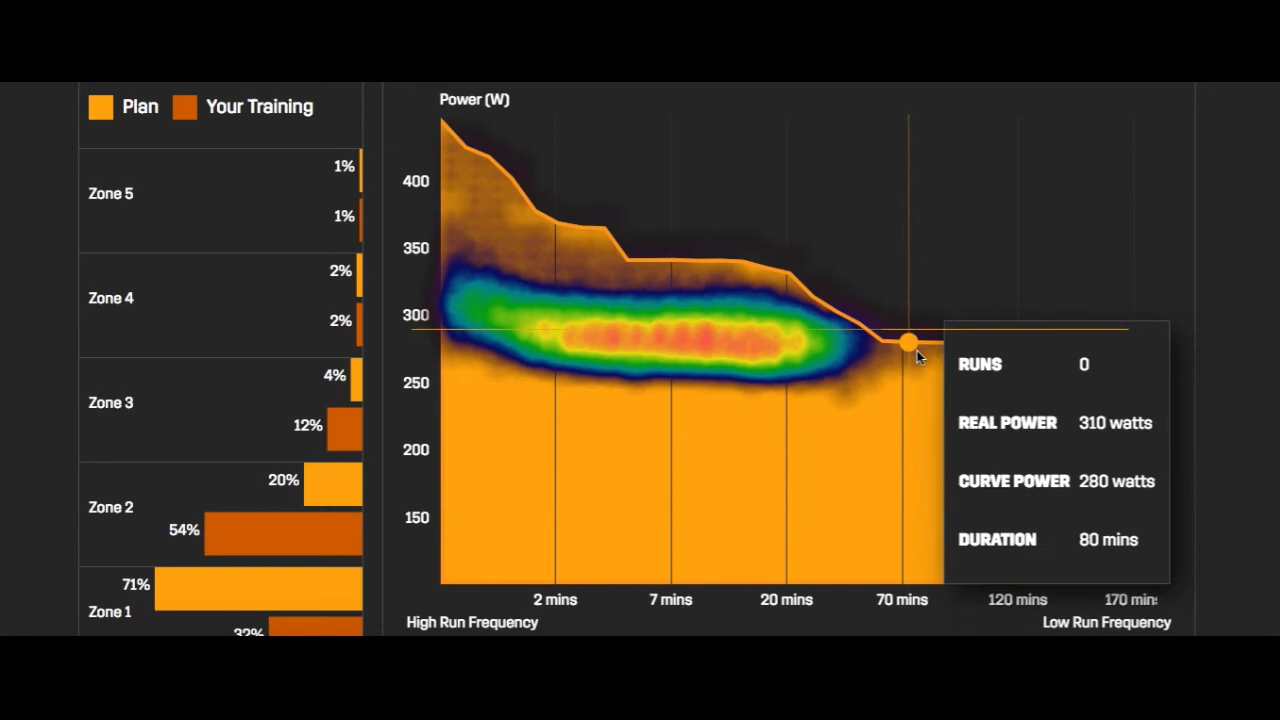 Plan Your Training
Zone 5
1%
1%
Zone 4
2%
2%
Zone 3
4%
12%
Zone 2
20%
54%
Zone 1
71%
32%
Power (W)
400
350
300
250
200
150
2 mins 7 mins 20 mins 70 mins 120 mins 170 mins
High Run Frequency Low Run Frequency
RUNS 0
REAL POWER 310 watts
CURVE POWER 280 watts
DURATION 80 mins